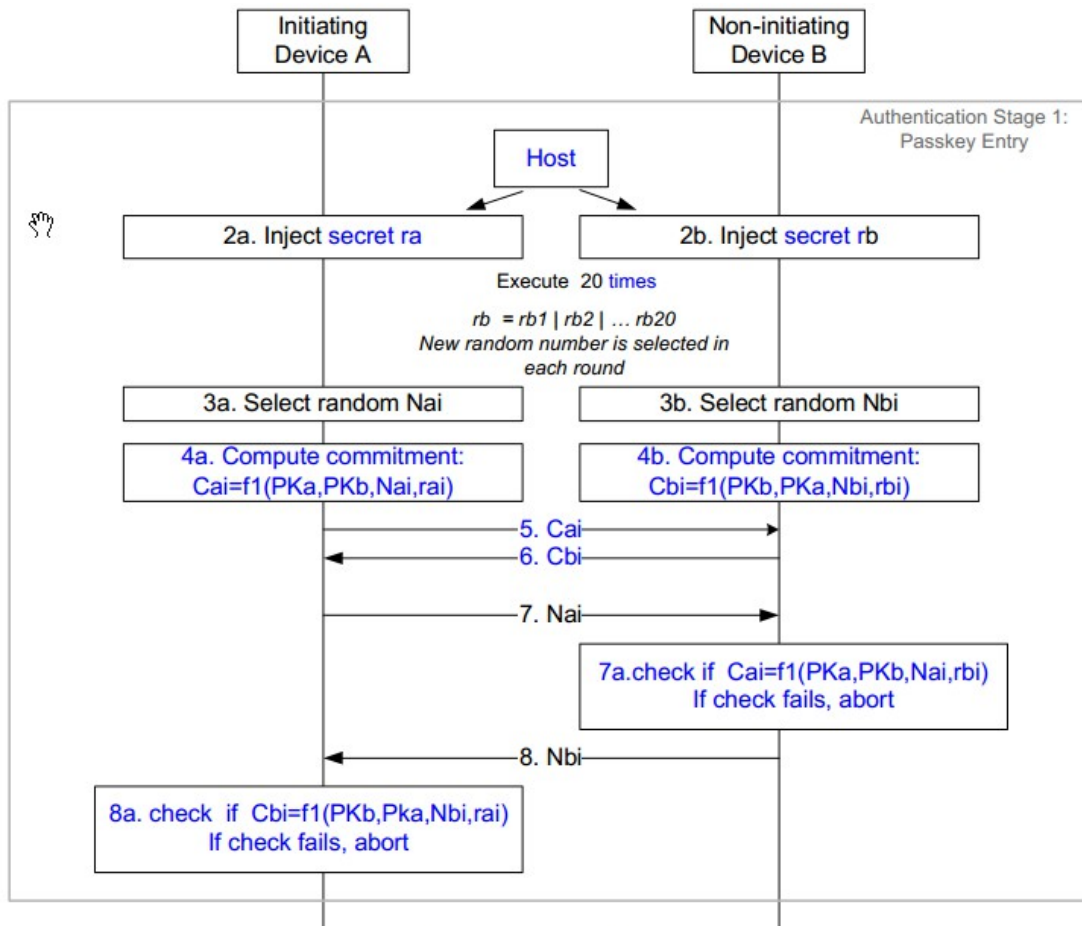 Initiating
Device A
Non-initiating
Device B
Authentication Stage 1:
Passkey Entry
Host
2a. Inject secret ra
2b. Inject secret rb
Execute 20 times
rb = rb1 | rb2 | ... rb20
New random number is selected in
each round
3a. Select random Nai
3b. Select random Nbi
4a. Compute commitment:
Cai=f1(PKa,PKb,Nai,rai)
4b. Compute commitment:
Cbi=f1(PKb,PKa,Nbi,rbi)
5. Cai
6. Cbi
7. Nai
7a.check if Cai=f1(PKa,PKb,Nai,rbi)
If check fails, abort
8. Nbi
8a. check if Cbi=f1(PKb,Pka,Nbi,rai)
If check fails, abort